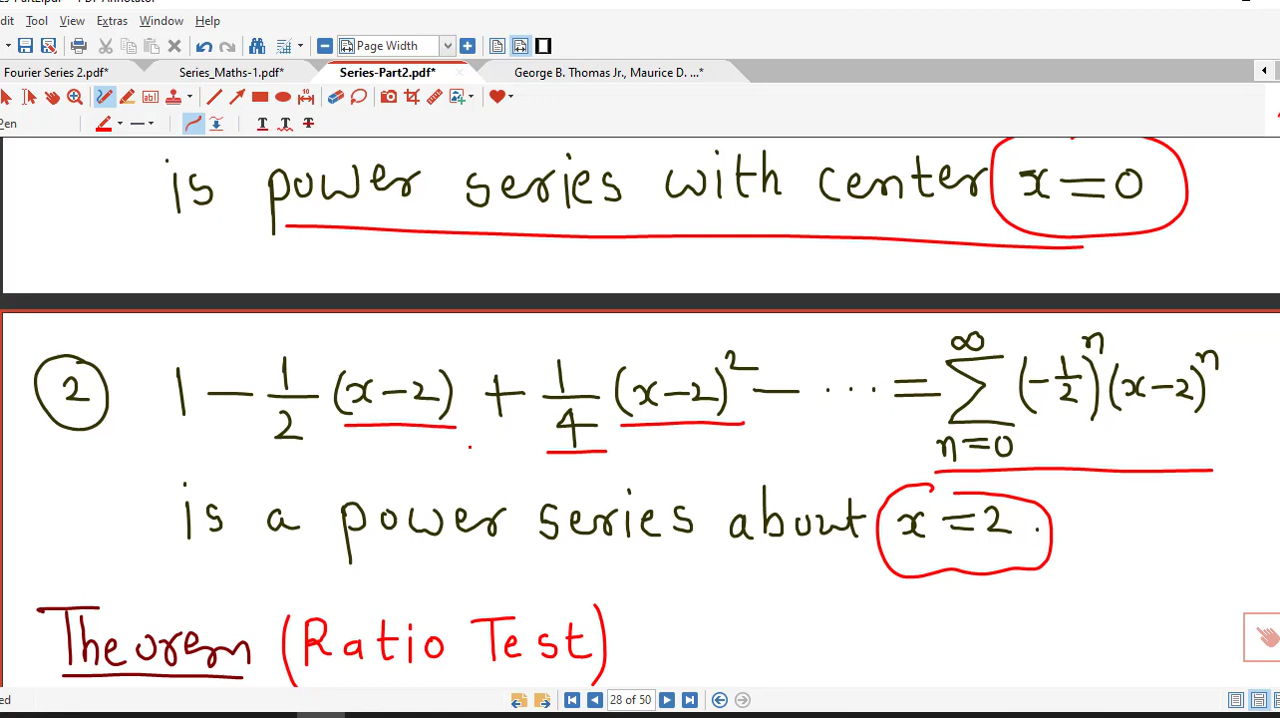 Tool View Extras Window Help
Page Width
Fourier Series 2.pdf* Series_Maths-1.pdf* Series-Part2.pdf* George B. Thomas Jr., Maurice D. ...*
is power series with center x=0
② 1 - 1/2 (x-2) + 1/4 (x-2)² - ... = ∑_{n=0}^{∞} (-1/2)ⁿ (x-2)ⁿ
is a power series about x=2.
Theorem (Ratio Test)
28 of 50